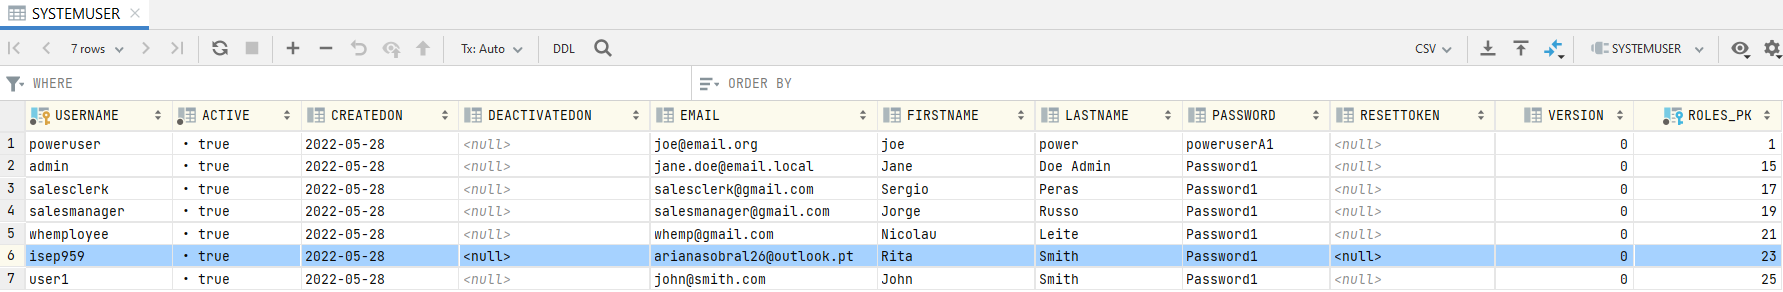 SYSTEMUSER
7 rows Tx: Auto DDL CSV SYSTEMUSER
WHERE ORDER BY
USERNAME ACTIVE CREATEDON DEACTIVATEDON EMAIL FIRSTNAME LASTNAME PASSWORD RESETTOKEN VERSION ROLES_PK
1 poweruser true 2022-05-28 <null> joe@email.org joe power poweruserA1 <null> 0 1
2 admin true 2022-05-28 <null> jane.doe@email.local Jane Doe Admin Password1 <null> 0 15
3 salesclerk true 2022-05-28 <null> salesclerk@gmail.com Sergio Peras Password1 <null> 0 17
4 salesmanager true 2022-05-28 <null> salesmanager@gmail.com Jorge Russo Password1 <null> 0 19
5 whemployee true 2022-05-28 <null> whemp@gmail.com Nicolau Leite Password1 <null> 0 21
6 isep959 true 2022-05-28 <null> arianasobral26@outlook.pt Rita Smith Password1 <null> 0 23
7 user1 true 2022-05-28 <null> john@smith.com John Smith Password1 <null> 0 25